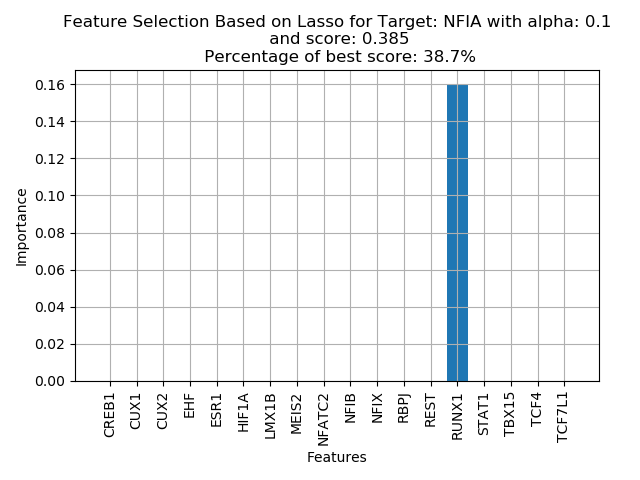 Feature Selection Based on Lasso for Target: NFIA with alpha: 0.1
and score: 0.385
Percentage of best score: 38.7%
0.16
0.14
0.12
0.10
0.08
0.06
0.04
0.02
0.00
Importance
CREB1
CUX1
CUX2
EHF
ESR1
HIF1A
LMX1B
MEIS2
NFATC2
NFIB
NFIX
RBPJ
REST
RUNX1
STAT1
TBX15
TCF4
TCF7L1
Features